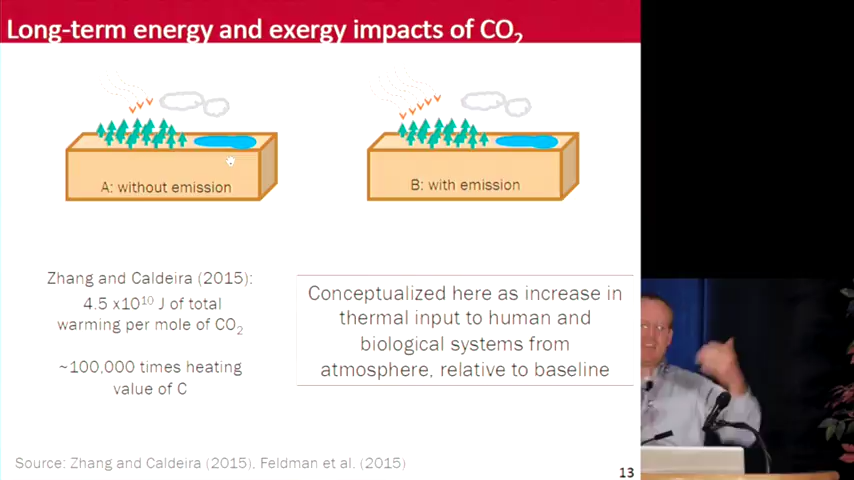 Long-term energy and exergy impacts of CO₂
A: without emission
B: with emission
Zhang and Caldeira (2015):
4.5 x10¹⁰ J of total
warming per mole of CO₂
~100,000 times heating
value of C
Conceptualized here as increase in
thermal input to human and
biological systems from
atmosphere, relative to baseline
Source: Zhang and Caldeira (2015), Feldman et al. (2015)
13